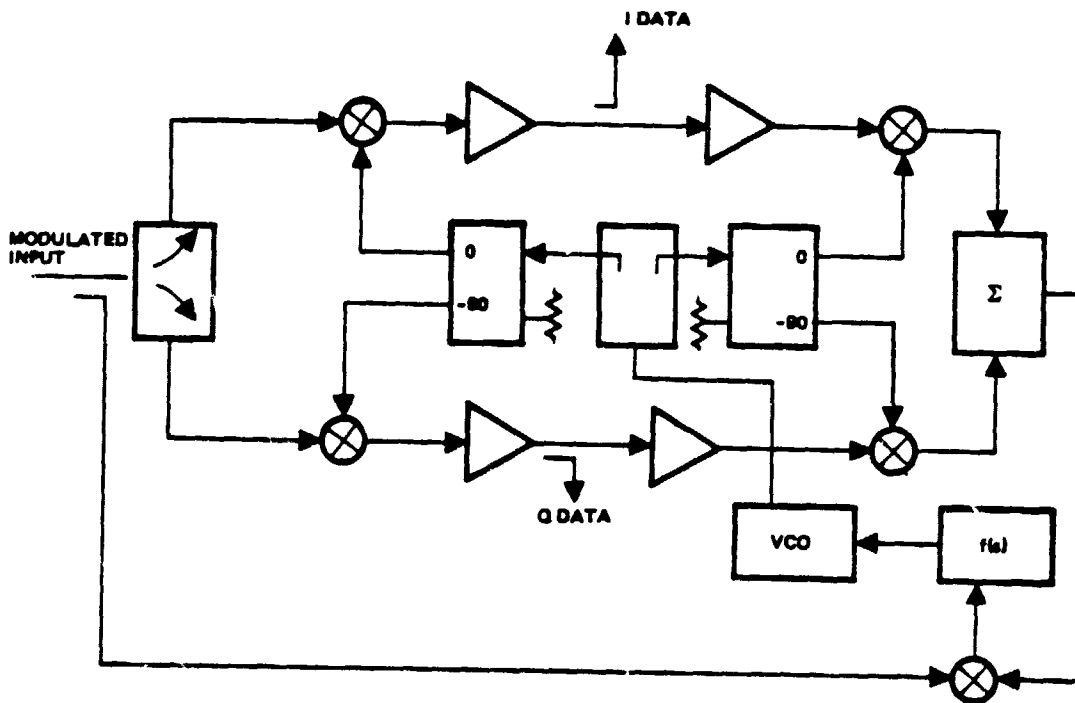 I DATA
MODULATED
INPUT
0
-90
0
-90
Σ
Q DATA
VCO
f(s)